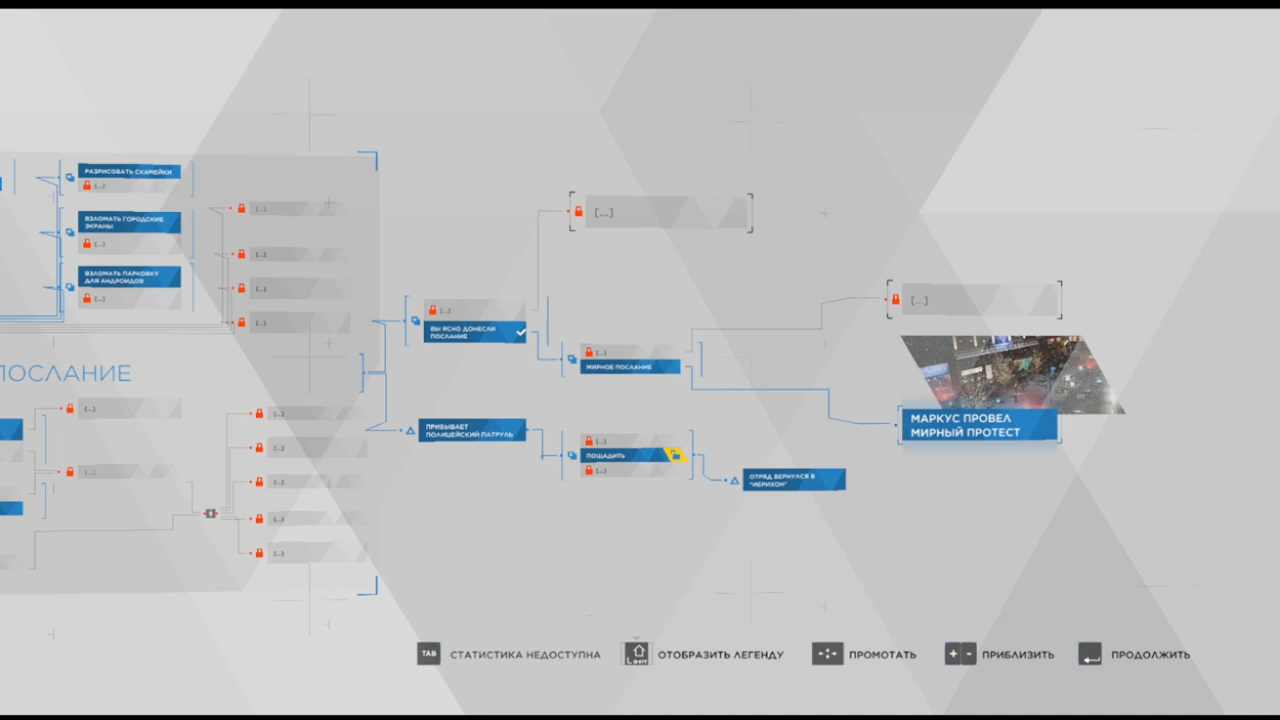 РАЗРИСОВАТЬ СКАМЕЙКИ
[...]
ВЗЛОМАТЬ ГОРОДСКИЕ
ЭКРАНЫ
[...]
ВЗЛОМАТЬ ПАРКОВКУ
ДЛЯ АНДРОИДОВ
[...]
[...]
[...]
[...]
[...]
ПОСЛАНИЕ
[...]
[...]
[...]
[...]
[...]
[...]
[...]
[...]
[...]
ВЫ ЯСНО ДОНЕСЛИ
ПОСЛАНИЕ
[...]
МИРНОЕ ПОСЛАНИЕ
[...]
МАРКУС ПРОВЕЛ
МИРНЫЙ ПРОТЕСТ
ПРИБЫВАЕТ
ПОЛИЦЕЙСКИЙ ПАТРУЛЬ
[...]
ПОЩАДИТЬ
[...]
ОТРЯД ВЕРНУЛСЯ В
"ИЕРИХОН"
TAB СТАТИСТИКА НЕДОСТУПНА
L SHIFT ОТОБРАЗИТЬ ЛЕГЕНДУ
ПРОМОТАТЬ
+ - ПРИБЛИЗИТЬ
ПРОДОЛЖИТЬ